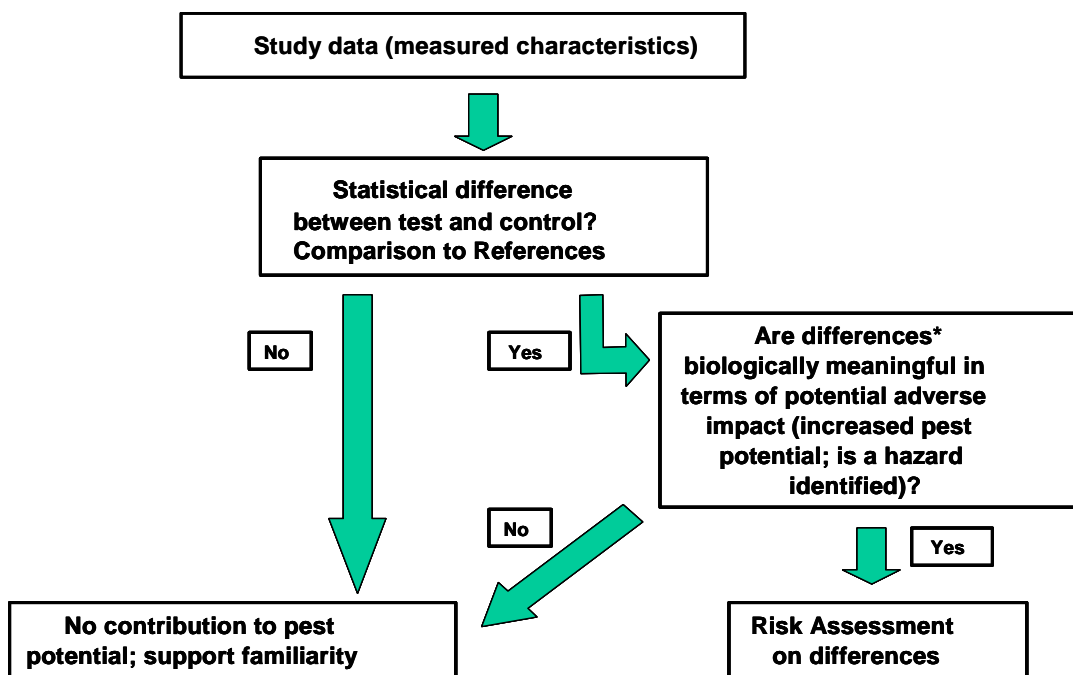 Study data (measured characteristics)
Statistical difference
between test and control?
Comparison to References
No
Yes
Are differences*
biologically meaningful in
terms of potential adverse
impact (increased pest
potential; is a hazard
identified)?
No
Yes
No contribution to pest
potential; support familiarity
Risk Assessment
on differences